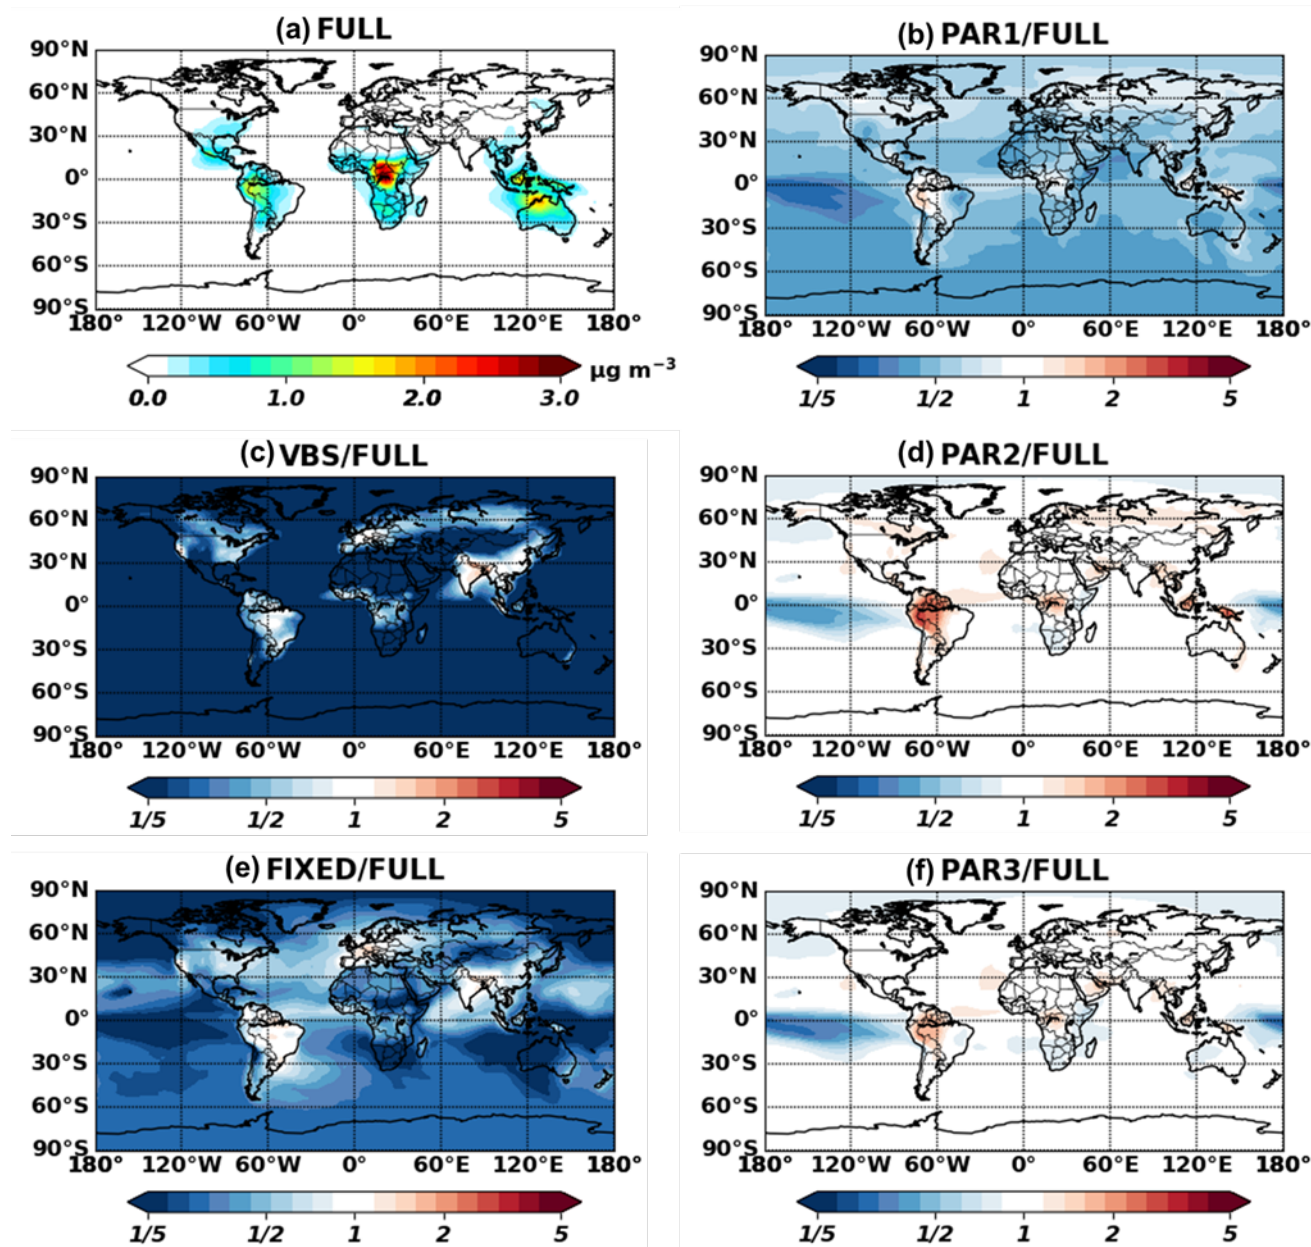 (a) FULL
90°N
60°N
30°N
0°
30°S
60°S
90°S
180° 120°W 60°W 0° 60°E 120°E 180°
0.0 1.0 2.0 3.0 μg m⁻³
(b) PAR1/FULL
90°N
60°N
30°N
0°
30°S
60°S
90°S
180° 120°W 60°W 0° 60°E 120°E 180°
1/5 1/2 1 2 5
(c) VBS/FULL
90°N
60°N
30°N
0°
30°S
60°S
90°S
180° 120°W 60°W 0° 60°E 120°E 180°
1/5 1/2 1 2 5
(d) PAR2/FULL
90°N
60°N
30°N
0°
30°S
60°S
90°S
180° 120°W 60°W 0° 60°E 120°E 180°
1/5 1/2 1 2 5
(e) FIXED/FULL
90°N
60°N
30°N
0°
30°S
60°S
90°S
180° 120°W 60°W 0° 60°E 120°E 180°
1/5 1/2 1 2 5
(f) PAR3/FULL
90°N
60°N
30°N
0°
30°S
60°S
90°S
180° 120°W 60°W 0° 60°E 120°E 180°
1/5 1/2 1 2 5